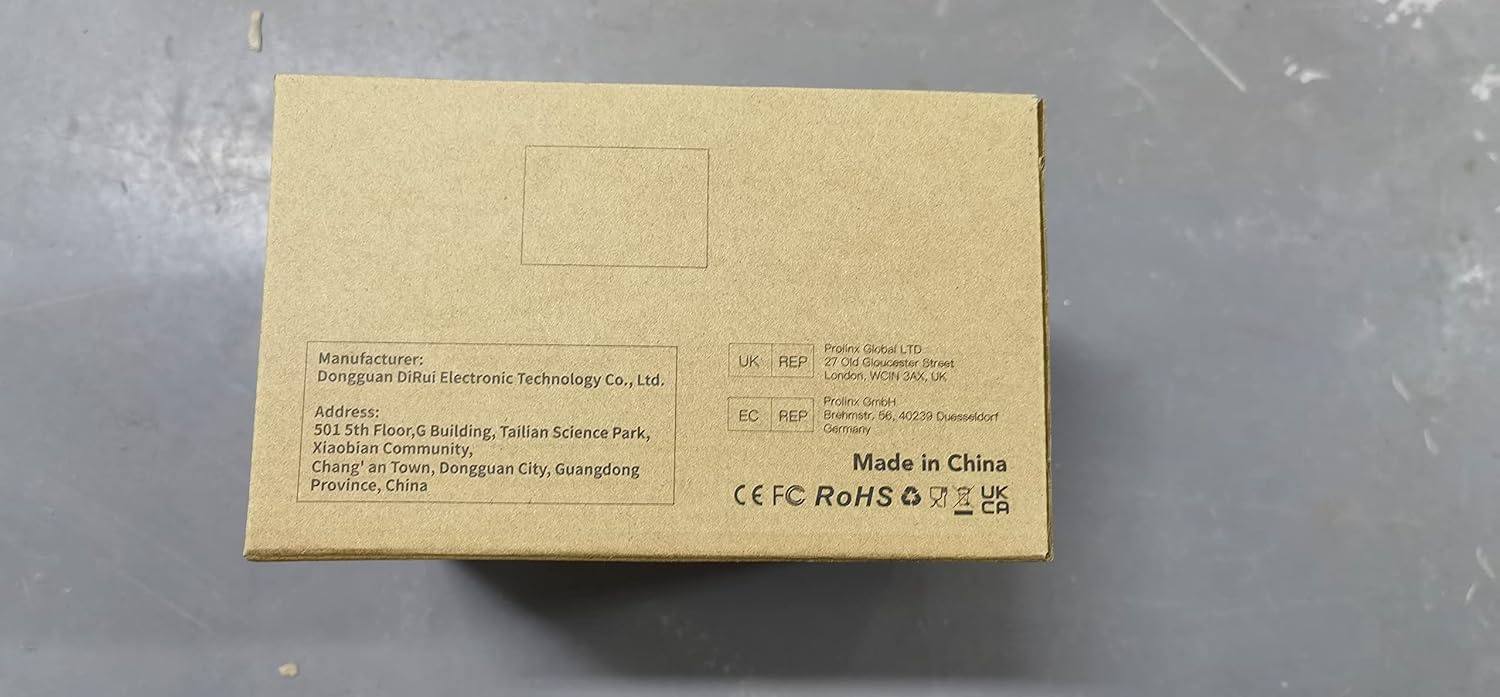 Manufacturer:
Dongguan DiRui Electronic Technology Co., Ltd.
Address:
501 5th Floor,G Building, Tailian Science Park,
Xiaobian Community,
Chang' an Town, Dongguan City, Guangdong
Province, China
UK REP
Prolinx Global LTD
27 Old Gloucester Street
London, WCIN 3AX, UK
EC REP
Prolinx GmbH
Brehmstr, 56, 40239 Duesseldorf
Germany
Made in China
CE FC RoHS UK
CA